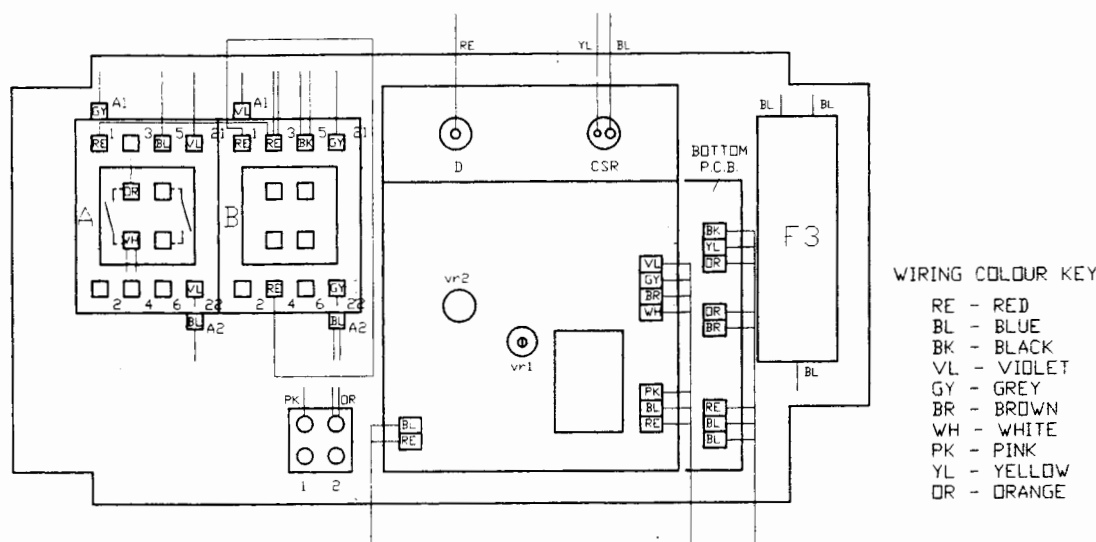 RE YL BL
GY A1 VL A1
1 3 5 21 1 3 5 21
RE BL VL RE RE BK GY
D CSR
BOTTOM
P.C.B.
BL BL
A OR B
WH
F3
VL RE GY
2 4 6 22 2 4 6 22
BL A2 BL A2
vr2
vr1
VL
GY
BR
WH
PK
BL
RE
BK
YL
OR
OR
BR
RE
BL
BL
BL
PK OR
1 2
BL
RE
WIRING COLOUR KEY
RE - RED
BL - BLUE
BK - BLACK
VL - VIOLET
GY - GREY
BR - BROWN
WH - WHITE
PK - PINK
YL - YELLOW
OR - ORANGE